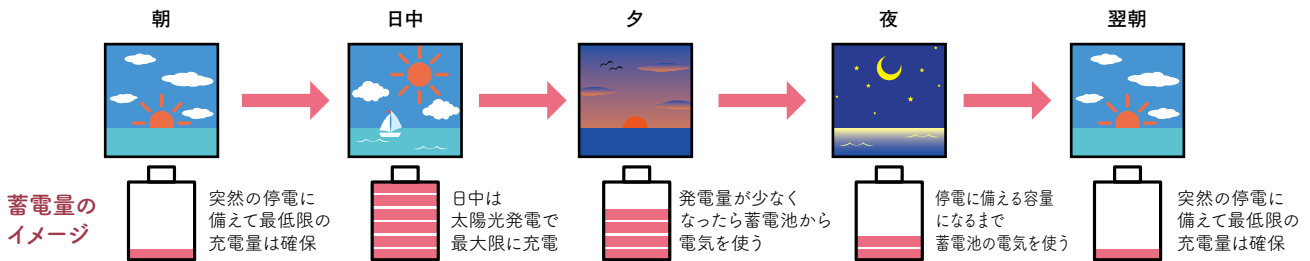 朝
日中
夕
夜
翌朝
蓄電量の
イメージ
突然の停電に
備えて最低限の
充電量は確保
日中は
太陽光発電で
最大限に充電
発電量が少なく
なったら蓄電池から
電気を使う
停電に備える容量
になるまで
蓄電池の電気を使う
突然の停電に
備えて最低限の
充電量は確保